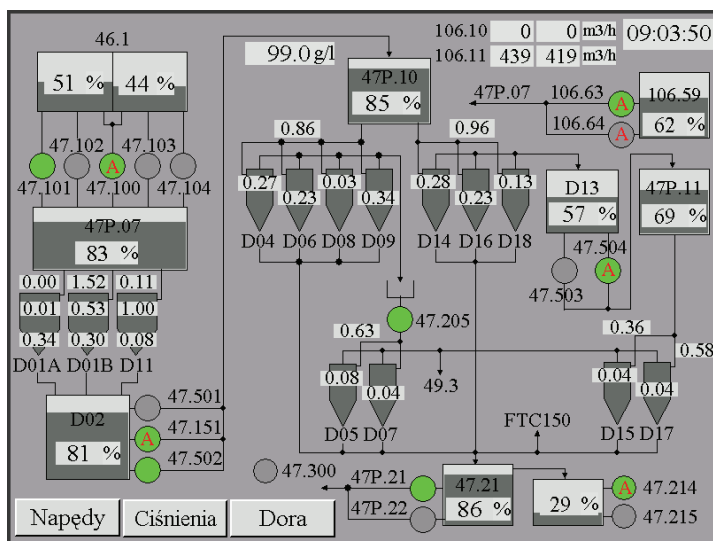 46.1
106.10 0 0 m3/h
09:03:50
99.0 g/l
106.11 439 419 m3/h
51 % 44 %
47P.10
85 %
47P.07
106.63 A
106.59
106.64 A
62 %
47.102 47.103
A
47.101 47.100 47.104
0.86 0.96
0.27 0.23 0.03 0.34
0.28 0.23 0.13
D13
57 %
47P.11
69 %
47P.07
83 %
D04 D06 D08 D09
D14 D16 D18
47.504
A
47.503
0.00 1.52 0.11
0.01 0.53 1.00
0.34 0.30 0.08
D01A D01B D11
47.205
0.63
0.36
0.58
0.08 0.04
49.3
0.04 0.04
D05 D07
D15 D17
FTC150
D02
81 %
47.501
47.151
A
47.502
47.300
47P.21
47P.22
47.21
86 %
29 %
A 47.214
47.215
Napędy Ciśnienia Dora